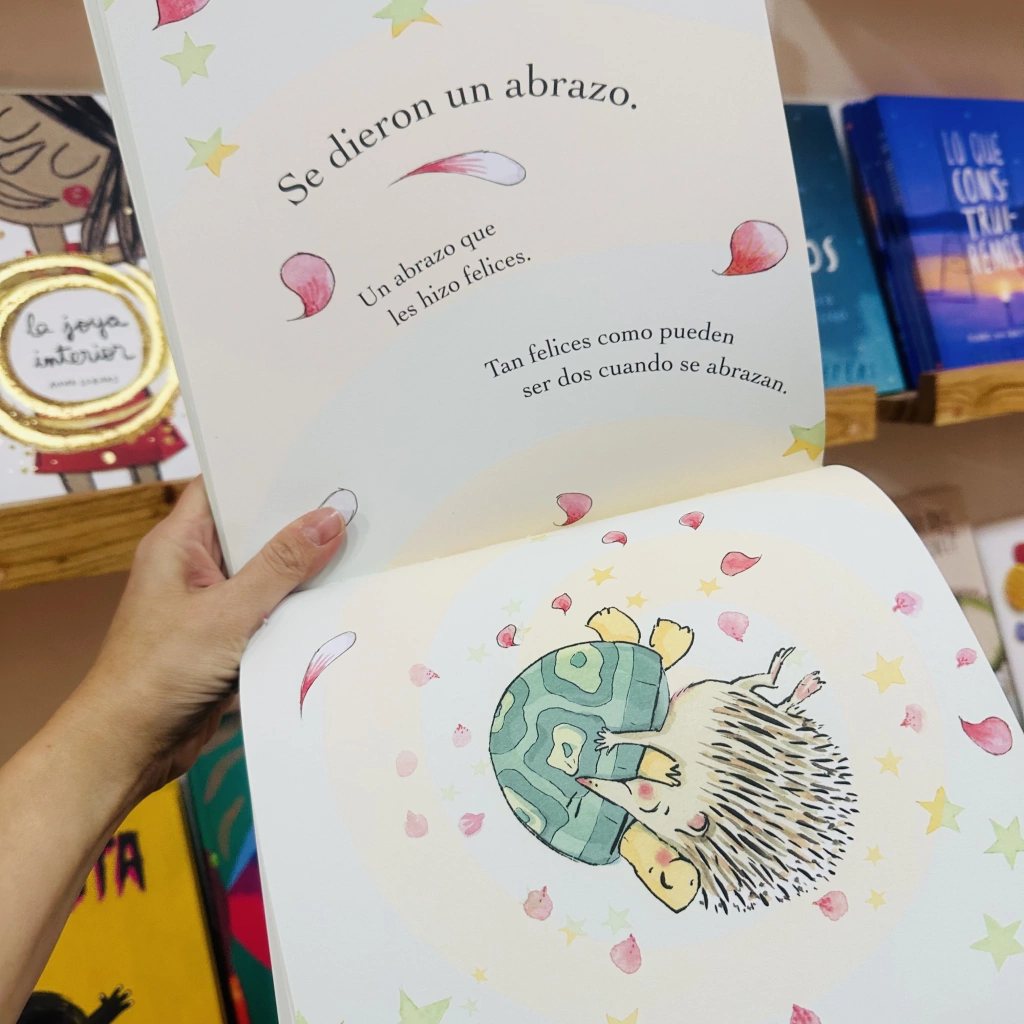 Se dieron un abrazo.
Un abrazo que
les hizo felices.
Tan felices como pueden
ser dos cuando se abrazan.
la joya
interior
LO QUE
CONS-
TRUI-
REMOS